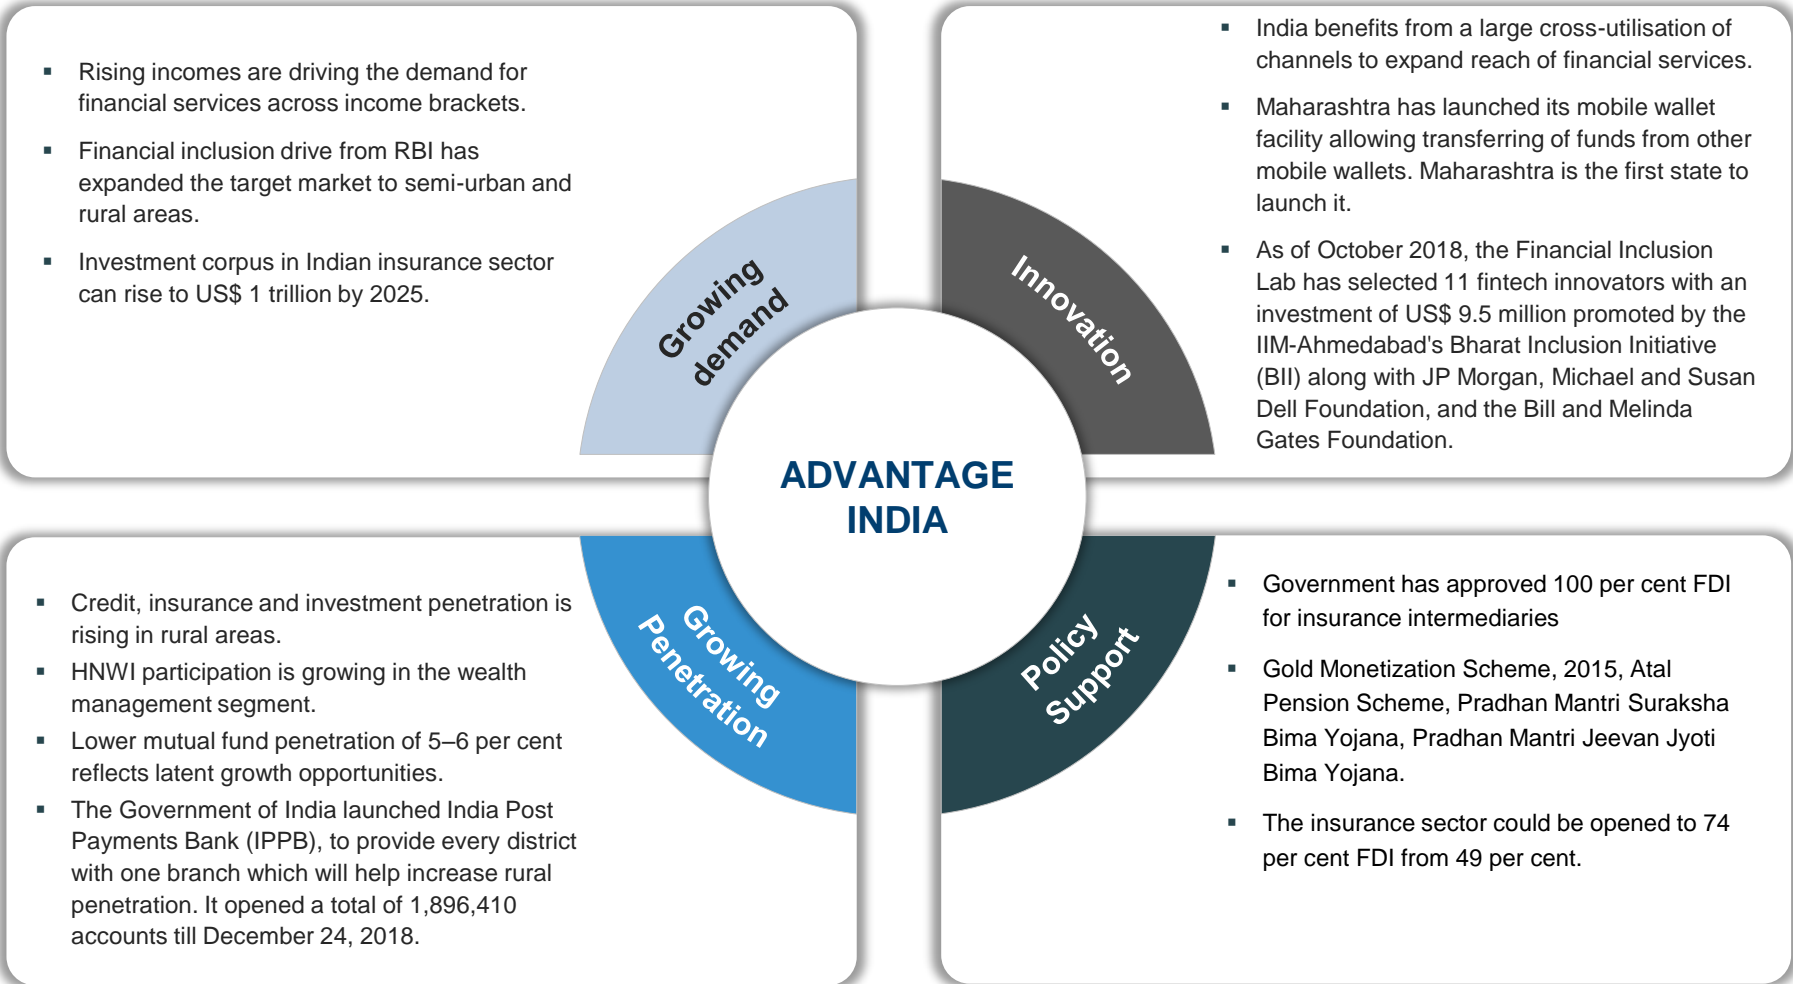 ▪ Rising incomes are driving the demand for
financial services across income brackets.
▪ Financial inclusion drive from RBI has
expanded the target market to semi-urban and
rural areas.
▪ Investment corpus in Indian insurance sector
can rise to US$ 1 trillion by 2025.
Growing
demand
▪ India benefits from a large cross-utilisation of
channels to expand reach of financial services.
▪ Maharashtra has launched its mobile wallet
facility allowing transferring of funds from other
mobile wallets. Maharashtra is the first state to
launch it.
▪ As of October 2018, the Financial Inclusion
Lab has selected 11 fintech innovators with an
investment of US$ 9.5 million promoted by the
IIM-Ahmedabad's Bharat Inclusion Initiative
(BII) along with JP Morgan, Michael and Susan
Dell Foundation, and the Bill and Melinda
Gates Foundation.
Innovation
ADVANTAGE
INDIA
▪ Credit, insurance and investment penetration is
rising in rural areas.
▪ HNWI participation is growing in the wealth
management segment.
▪ Lower mutual fund penetration of 5–6 per cent
reflects latent growth opportunities.
▪ The Government of India launched India Post
Payments Bank (IPPB), to provide every district
with one branch which will help increase rural
penetration. It opened a total of 1,896,410
accounts till December 24, 2018.
Growing
Penetration
Policy
Support
▪ Government has approved 100 per cent FDI
for insurance intermediaries
▪ Gold Monetization Scheme, 2015, Atal
Pension Scheme, Pradhan Mantri Suraksha
Bima Yojana, Pradhan Mantri Jeevan Jyoti
Bima Yojana.
▪ The insurance sector could be opened to 74
per cent FDI from 49 per cent.